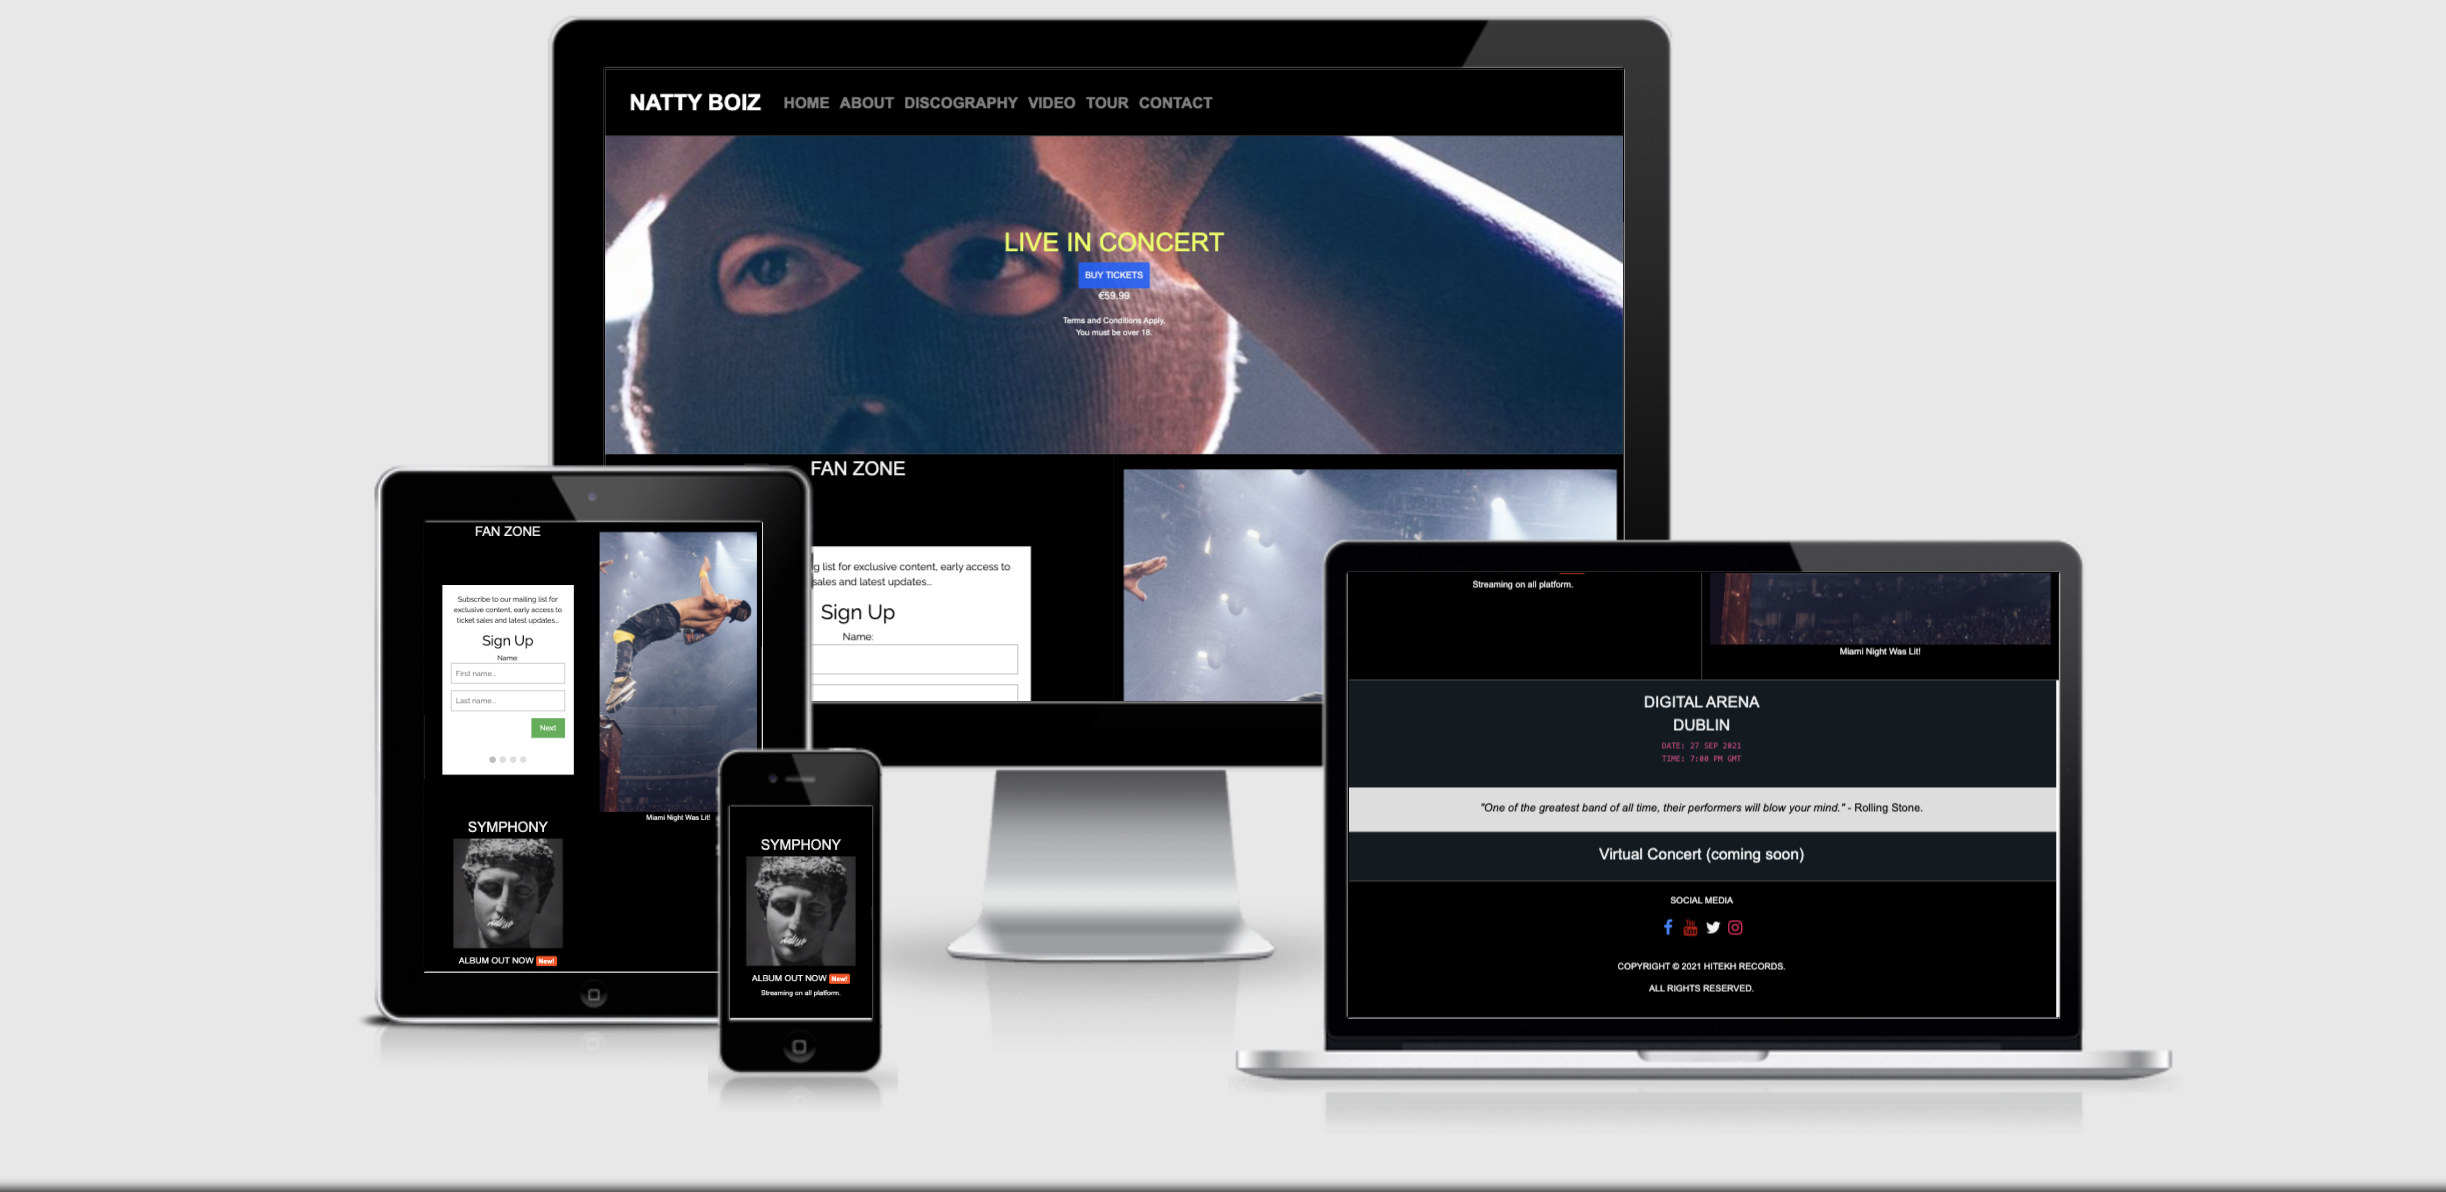 NATTY BOIZ HOME ABOUT DISCOGRAPHY VIDEO TOUR CONTACT
LIVE IN CONCERT
BUY TICKETS
€59.99
Terms and Conditions Apply.
You must be over 18.
FAN ZONE
g list for exclusive content, early access to
sales and latest updates...
Sign Up
Name:
FAN ZONE
Subscribe to our mailing list for
exclusive content, early access to
ticket sales and latest updates...
Sign Up
Name:
First name...
Last name...
Next
Miami Night Was Lit!
SYMPHONY
ALBUM OUT NOW New!
SYMPHONY
ALBUM OUT NOW New!
Streaming on all platform.
Streaming on all platform.
Miami Night Was Lit!
DIGITAL ARENA
DUBLIN
DATE: 27 SEP 2021
TIME: 7:00 PM GMT
"One of the greatest band of all time, their performers will blow your mind." - Rolling Stone.
Virtual Concert (coming soon)
SOCIAL MEDIA
You Tube
COPYRIGHT © 2021 HITEKH RECORDS.
ALL RIGHTS RESERVED.